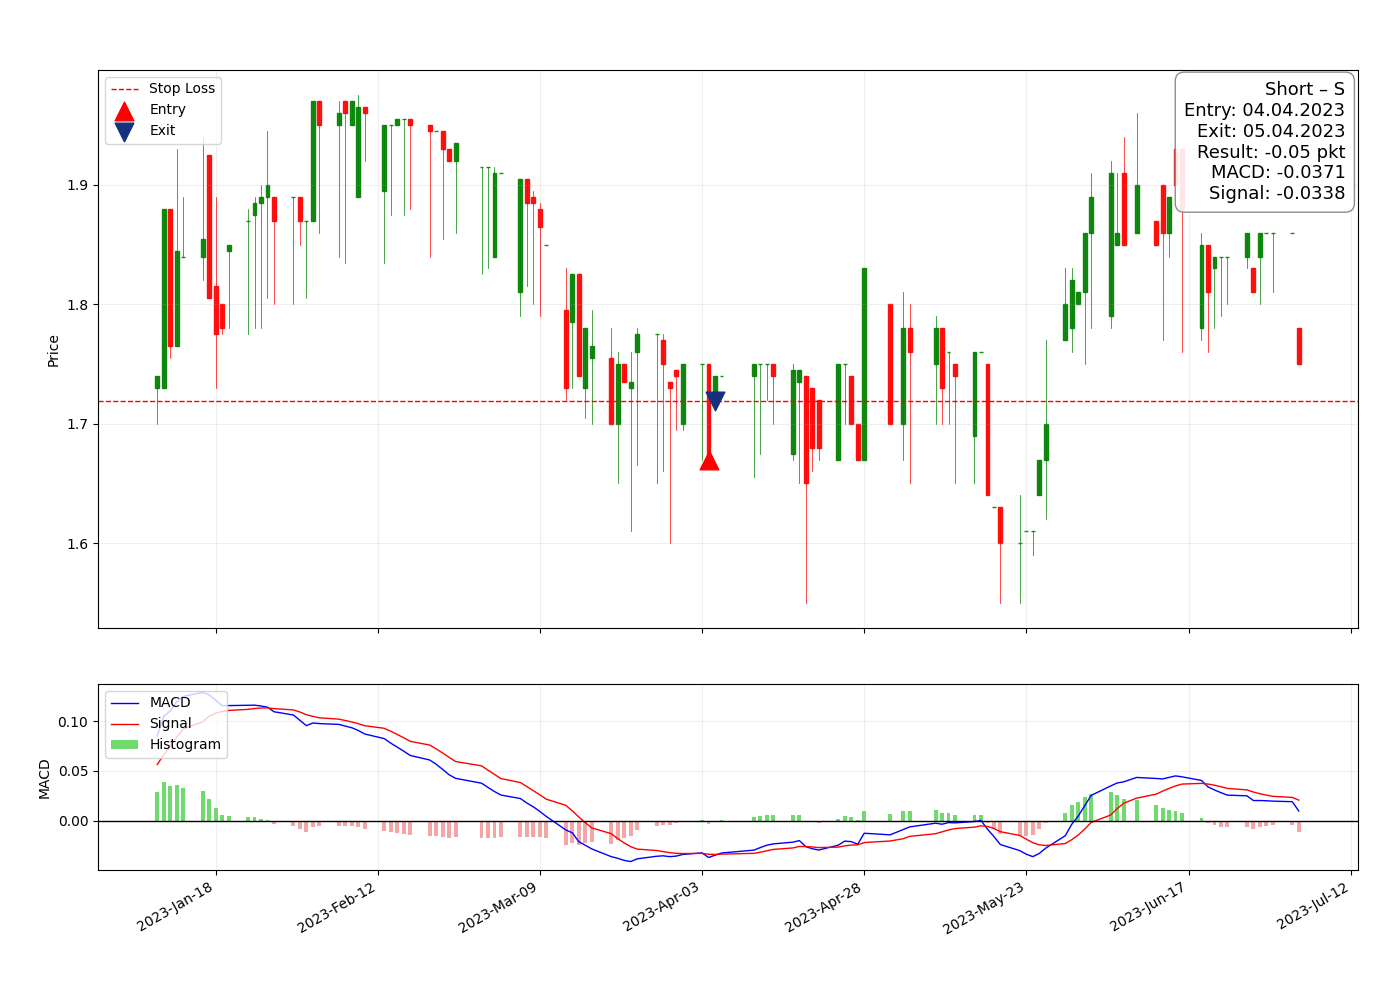 Stop Loss
Entry
Exit
Short – S
Entry: 04.04.2023
Exit: 05.04.2023
Result: -0.05 pkt
MACD: -0.0371
Signal: -0.0338
Price
1.9
1.8
1.7
1.6
MACD
Signal
Histogram
MACD
0.10
0.05
0.00
2023-Jan-18
2023-Feb-12
2023-Mar-09
2023-Apr-03
2023-Apr-28
2023-May-23
2023-Jun-17
2023-Jul-12